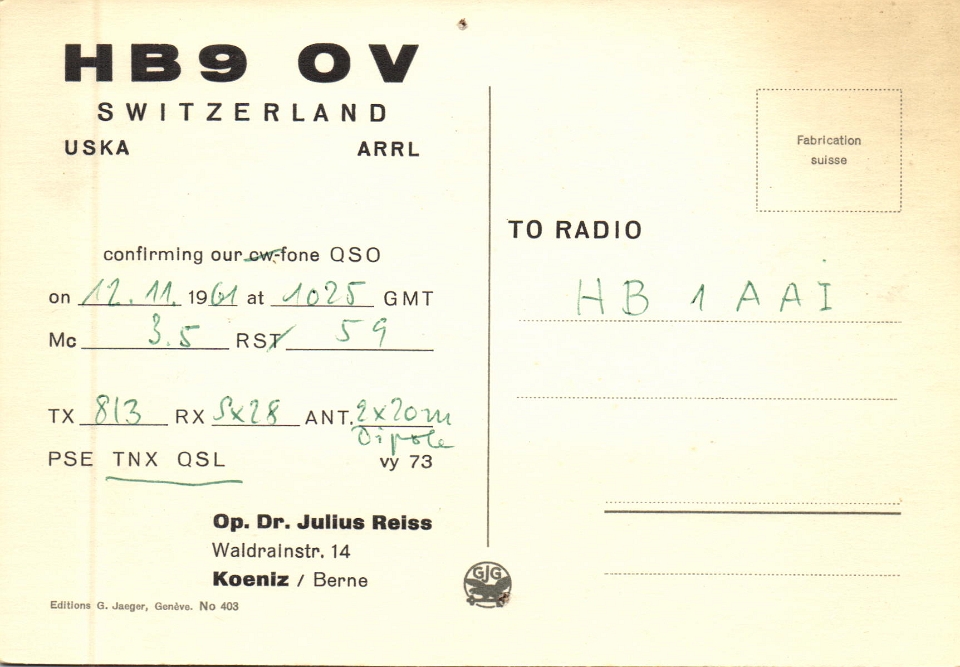 HB9 OV
SWITZERLAND
USKA ARRL
confirming our cw-fone QSO
on 12.11. 1961 at 1025 GMT
Mc 3.5 RST 59
TX 813 RX Sx28 ANT. 2x20m
Dipole
PSE TNX QSL vy 73
Op. Dr. Julius Reiss
Waldrainstr. 14
Koeniz / Berne
Editions G. Jaeger, Genève. No 403
GJG
Fabrication
suisse
TO RADIO
HB 1 AAI